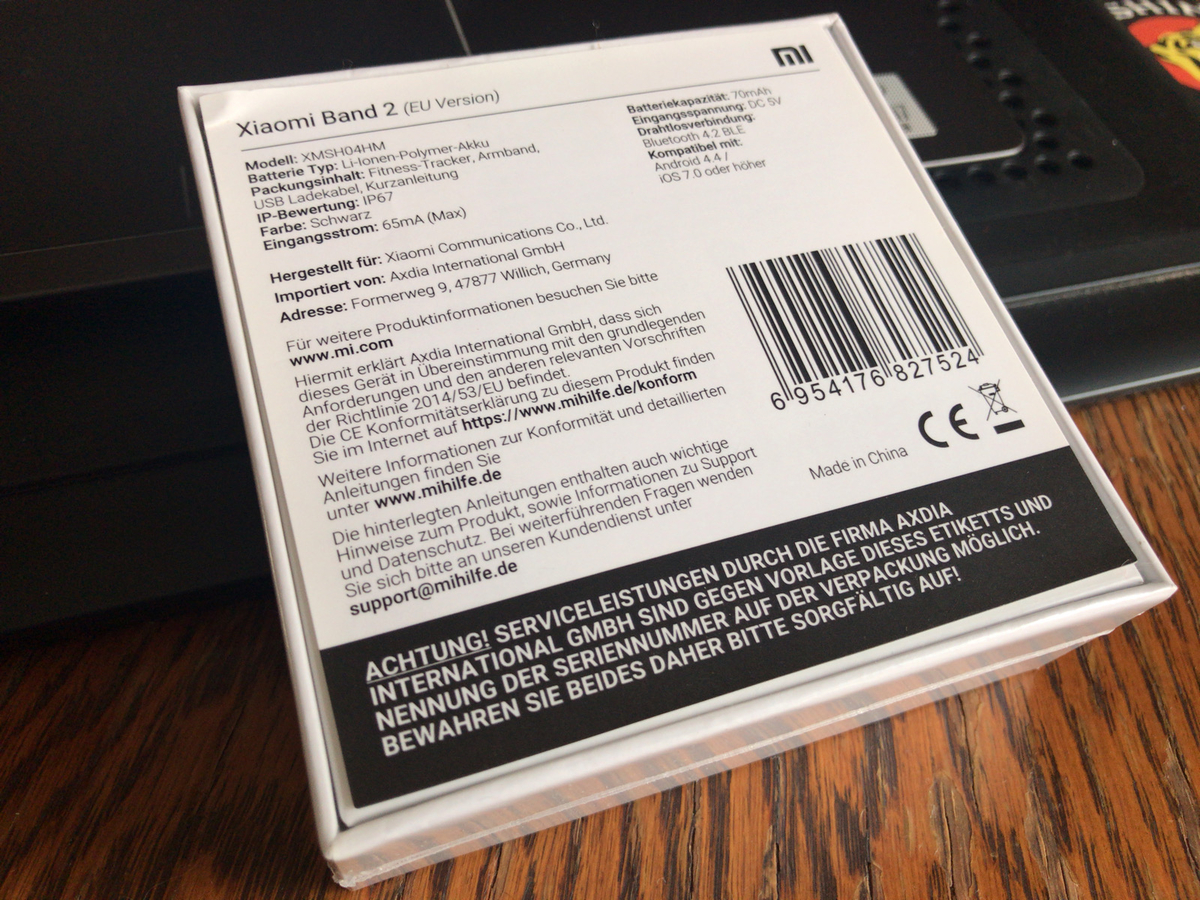 SHIM
mi
Xiaomi Band 2 (EU Version)
Modell: XMSH04HM
Batterie Typ: Li-Ionen-Polymer-Akku
Packungsinhalt: Fitness-Tracker, Armband,
USB Ladekabel, Kurzanleitung
IP-Bewertung: IP67
Farbe: Schwarz
Eingangsstrom: 65mA (Max)
Batteriekapazität: 70mAh
Eingangsspannung: DC 5V
Drahtlosverbindung:
Bluetooth 4.2 BLE
Kompatibel mit:
Android 4.4 /
iOS 7.0 oder höher
Hergestellt für: Xiaomi Communications Co., Ltd.
Importiert von: Axdia International GmbH
Adresse: Formerweg 9, 47877 Willich, Germany
Für weitere Produktinformationen besuchen Sie bitte
www.mi.com
Hiermit erklärt Axdia International GmbH, dass sich
dieses Gerät in Übereinstimmung mit den grundlegenden
Anforderungen und den anderen relevanten Vorschriften
der Richtlinie 2014/53/EU befindet.
Die CE Konformitätserklärung zu diesem Produkt finden
Sie im Internet auf https://www.mihilfe.de/konform
Weitere Informationen zur Konformität und detaillierten
Anleitungen finden Sie
unter www.mihilfe.de
Die hinterlegten Anleitungen enthalten auch wichtige
Hinweise zum Produkt, sowie Informationen zu Support
und Datenschutz. Bei weiterführenden Fragen wenden
Sie sich bitte an unseren Kundendienst unter
support@mihilfe.de
6 954176 827524
CE
Made in China
ACHTUNG! SERVICELEISTUNGEN DURCH DIE FIRMA AXDIA
INTERNATIONAL GMBH SIND GEGEN VORLAGE DIESES ETIKETTS UND
NENNUNG DER SERIENNUMMER AUF DER VERPACKUNG MÖGLICH.
BEWAHREN SIE BEIDES DAHER BITTE SORGFÄLTIG AUF!